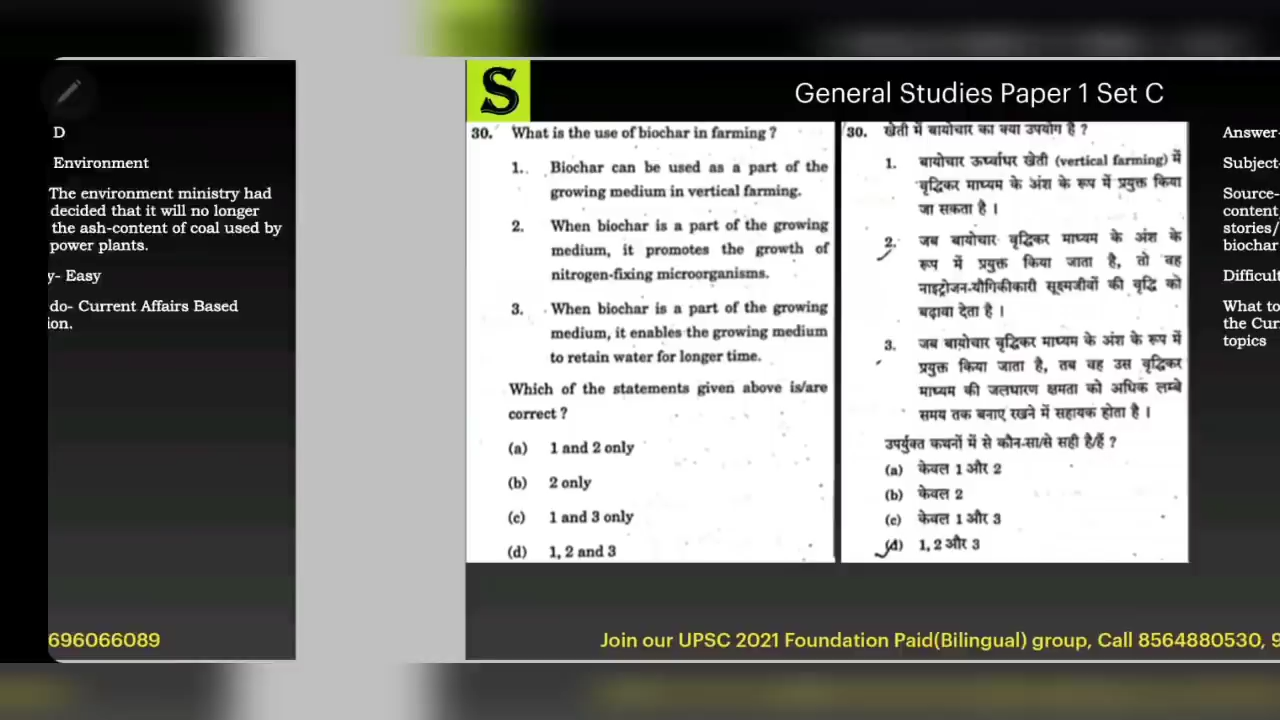 D
Environment
The environment ministry had
decided that it will no longer
the ash-content of coal used by
power plants.
y- Easy
do- Current Affairs Based
ion.
696066089
S
General Studies Paper 1 Set C
30. What is the use of biochar in farming ?
1. Biochar can be used as a part of the
growing medium in vertical farming.
2. When biochar is a part of the growing
medium, it promotes the growth of
nitrogen-fixing microorganisms.
3. When biochar is a part of the growing
medium, it enables the growing medium
to retain water for longer time.
Which of the statements given above is/are
correct ?
(a) 1 and 2 only
(b) 2 only
(c) 1 and 3 only
(d) 1, 2 and 3
30. खेती में बायोचार का क्या उपयोग है ?
1. बायोचार ऊर्ध्वाधर खेती (vertical farming) में
वृद्धिकर माध्यम के अंश के रूप में प्रयुक्त किया
जा सकता है ।
2. जब बायोचार वृद्धिकर माध्यम के अंश के
रूप में प्रयुक्त किया जाता है, तो वह
नाइट्रोजन-यौगिकीकारी सूक्ष्मजीवों की वृद्धि को
बढ़ावा देता है ।
3. जब बायोचार वृद्धिकर माध्यम के अंश के रूप में
प्रयुक्त किया जाता है, तब वह उस वृद्धिकर
माध्यम की जलधारण क्षमता को अधिक लम्बे
समय तक बनाए रखने में सहायक होता है ।
उपर्युक्त कथनों में से कौन-सा/से सही है/हैं ?
(a) केवल 1 और 2
(b) केवल 2
(c) केवल 1 और 3
(d) 1, 2 और 3
Answer-
Subject-
Source-
content
stories/
biochar
Difficult
What to
the Cur
topics
Join our UPSC 2021 Foundation Paid(Bilingual) group, Call 8564880530, 9